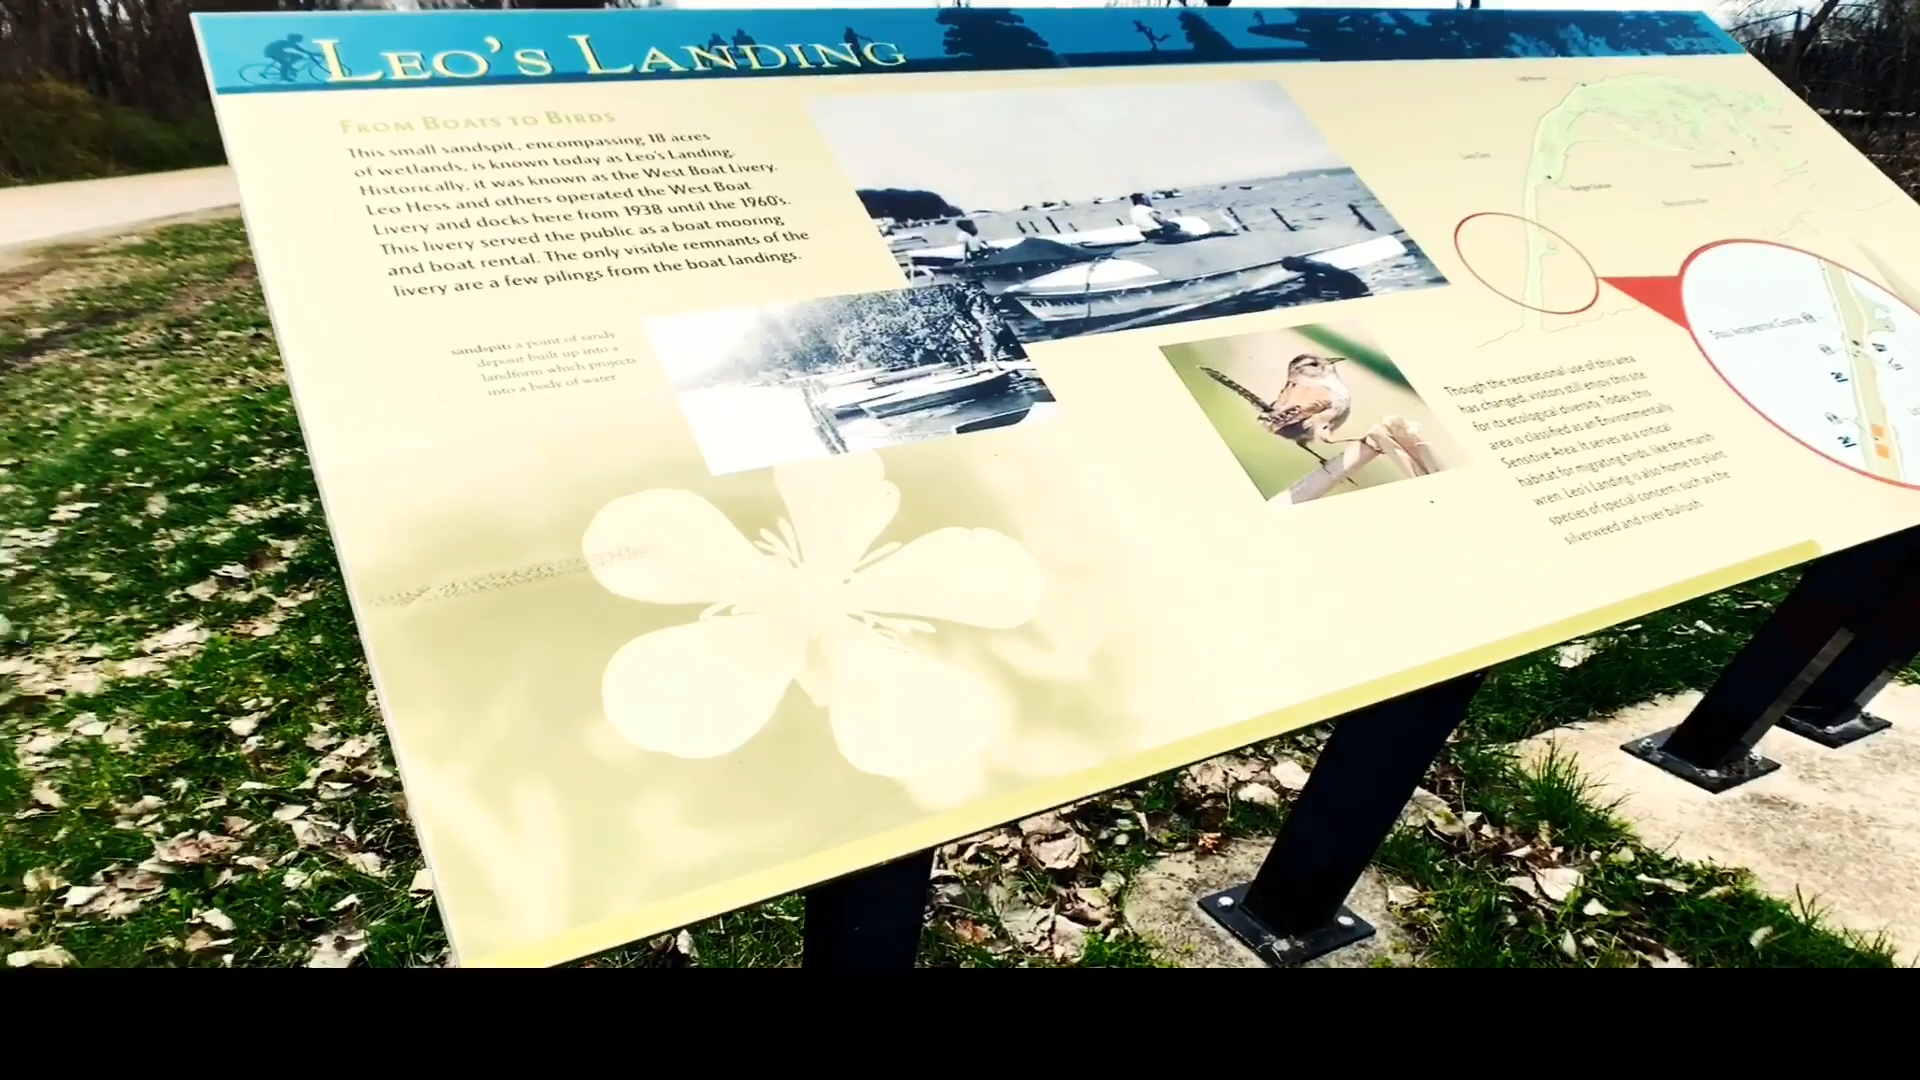 LEO'S LANDING
FROM BOATS TO BIRDS
This small sandspit, encompassing 18 acres
of wetlands, is known today as Leo's Landing.
Historically, it was known as the West Boat Livery.
Leo Hess and others operated the West Boat
Livery and docks here from 1938 until the 1960's.
This livery served the public as a boat mooring
and boat rental. The only visible remnants of the
livery are a few pilings from the boat landings.
sandspit: a point of sandy
deposit built up into a
landform which projects
into a body of water
Though the recreational use of this area
has changed, visitors still enjoy this site
for its ecological diversity. Today, this
area is classified as an Environmentally
Sensitive Area. It serves as a critical
habitat for migrating birds, like the marsh
wren. Leo's Landing is also home to plant
species of special concern, such as the
silverweed and river bulrush.
Ranger Station
INTERPRETIVE CENTER